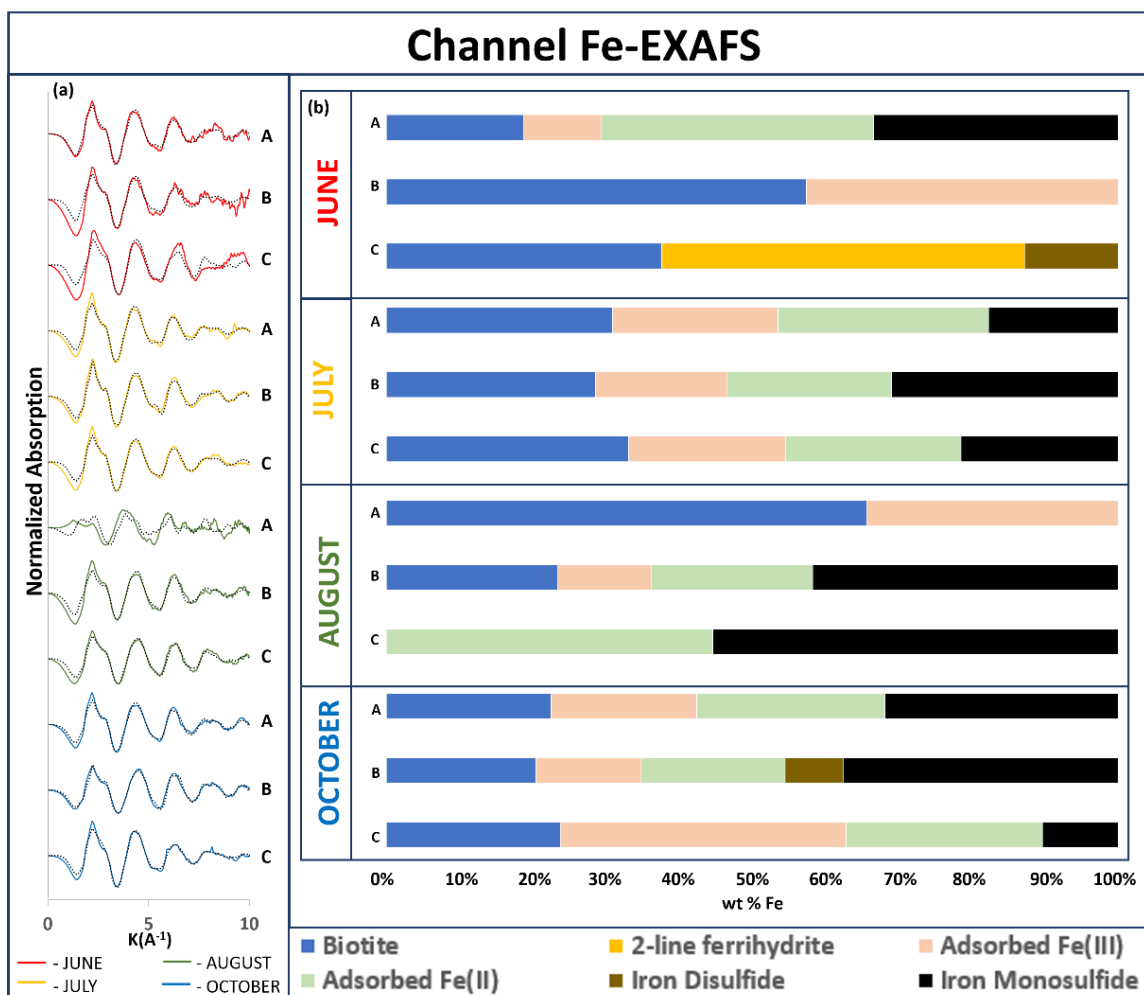 Channel Fe-EXAFS
(a)
A
B
C
A
B
C
A
B
C
A
B
C
Normalized Absorption
0 5 10
K(A⁻¹)
- JUNE - AUGUST
- JULY - OCTOBER
(b)
JUNE
A
B
C
JULY
A
B
C
AUGUST
A
B
C
OCTOBER
A
B
C
0% 10% 20% 30% 40% 50% 60% 70% 80% 90% 100%
wt % Fe
Biotite 2-line ferrihydrite Adsorbed Fe(III)
Adsorbed Fe(II) Iron Disulfide Iron Monosulfide